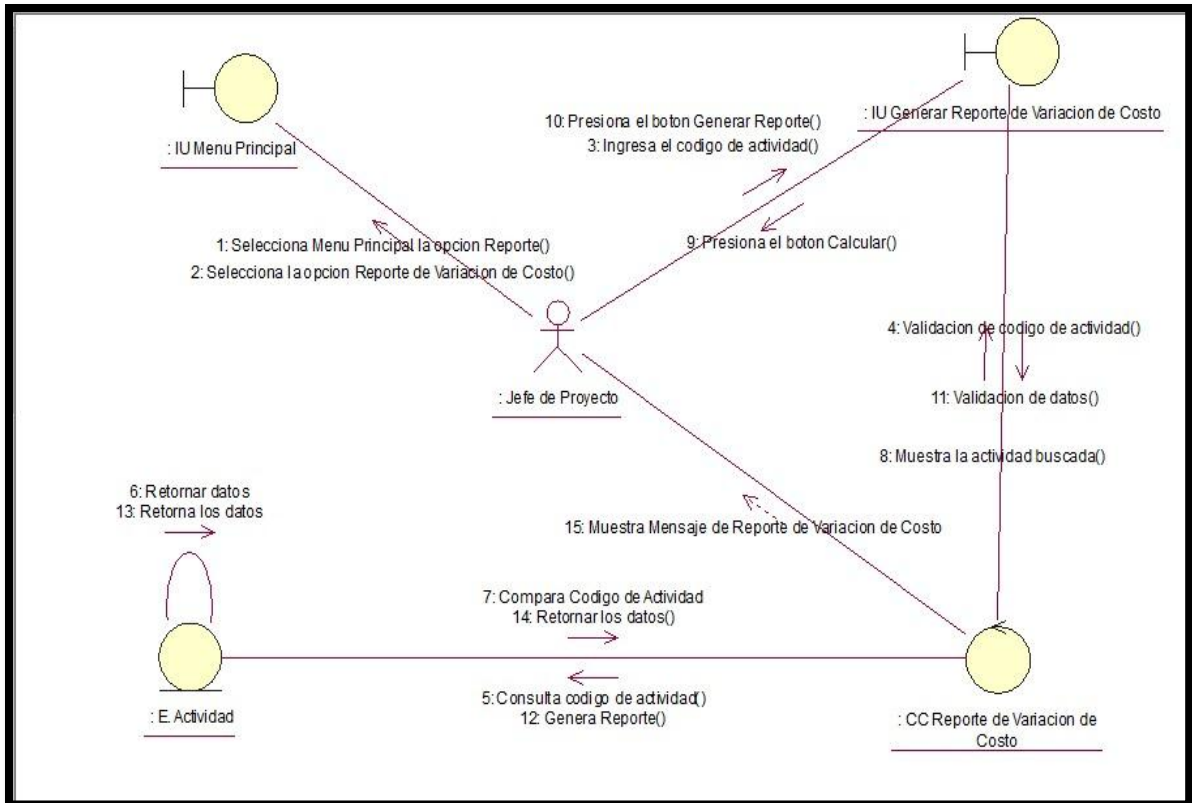 : IU Menu Principal
: IU Generar Reporte de Variacion de Costo
10: Presiona el boton Generar Reporte()
3: Ingresa el codigo de actividad()
1: Selecciona Menu Principal la opcion Reporte()
2: Selecciona la opcion Reporte de Variacion de Costo()
9: Presiona el boton Calcular()
: Jefe de Proyecto
4: Validacion de codigo de actividad()
11: Validacion de datos()
8: Muestra la actividad buscada()
6: Retornar datos
13: Retorna los datos
15: Muestra Mensaje de Reporte de Variacion de Costo
7: Compara Codigo de Actividad
14: Retornar los datos()
5: Consulta codigo de actividad()
12: Genera Reporte()
: E. Actividad
: CC Reporte de Variacion de
Costo